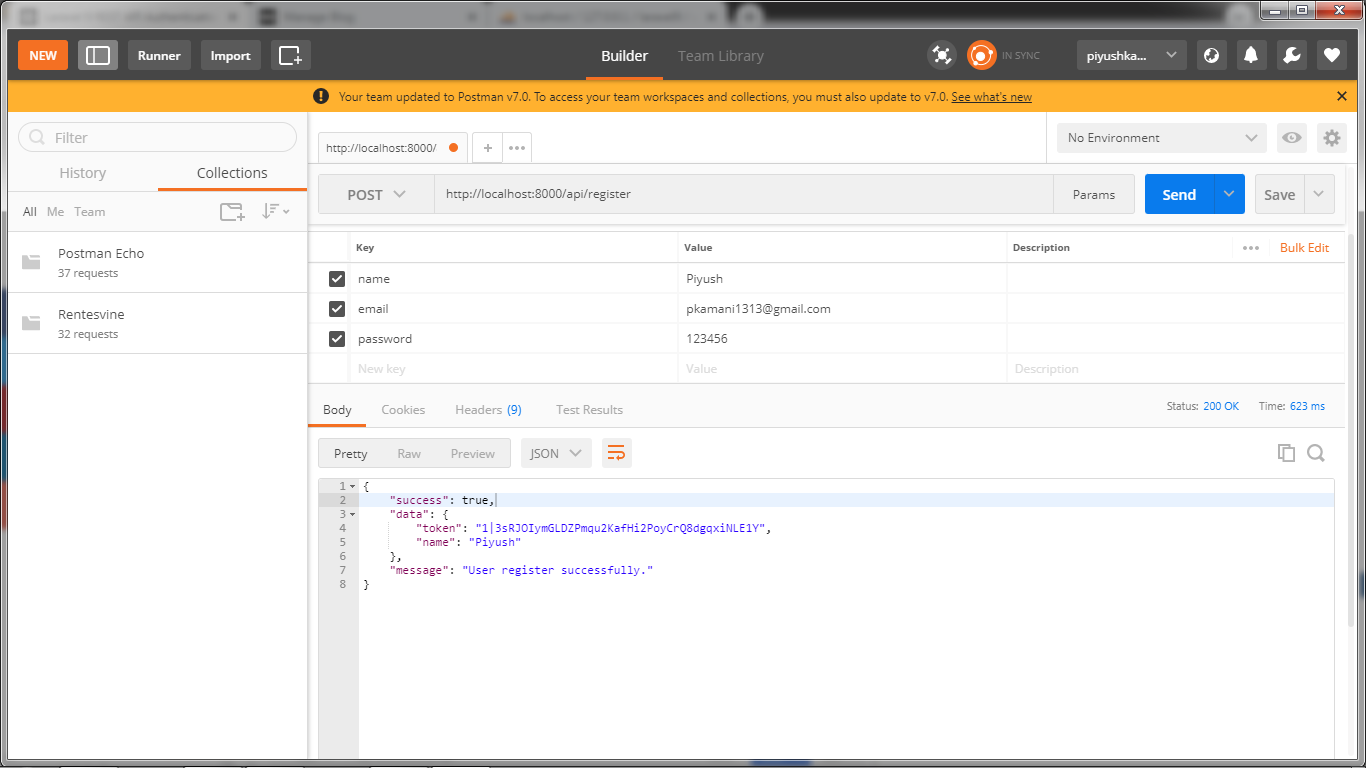 NEW Runner Import Builder Team Library IN SYNC piyushka...
Your team updated to Postman v7.0. To access your team workspaces and collections, you must also update to v7.0. See what's new
Filter
History Collections
All Me Team
Postman Echo
37 requests
Rentesvine
32 requests
http://localhost:8000/ No Environment
POST http://localhost:8000/api/register Params Send Save
Key Value Description Bulk Edit
name Piyush
email pkamani1313@gmail.com
password 123456
New key Value Description
Body Cookies Headers (9) Test Results Status: 200 OK Time: 623 ms
Pretty Raw Preview JSON
1 {
2 "success": true,
3 "data": {
4 "token": "1|3sRJOIymGLDZPmqu2KafHi2PoyCrQ8dgqxiNLE1Y",
5 "name": "Piyush"
6 },
7 "message": "User register successfully."
8 }